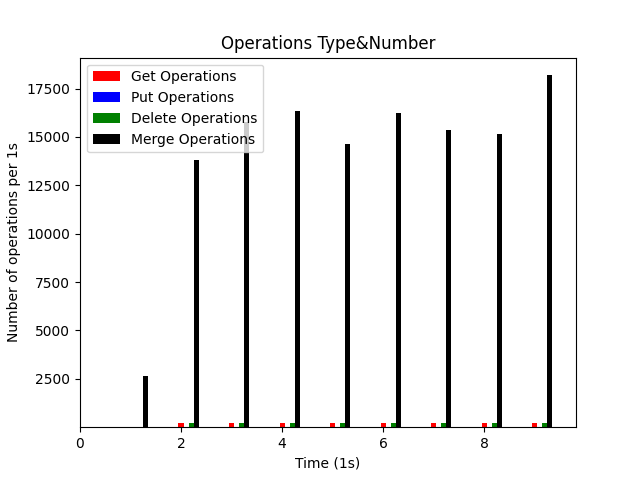 Operations Type&Number
Get Operations
Put Operations
Delete Operations
Merge Operations
Number of operations per 1s
17500
15000
12500
10000
7500
5000
2500
0 2 4 6 8
Time (1s)